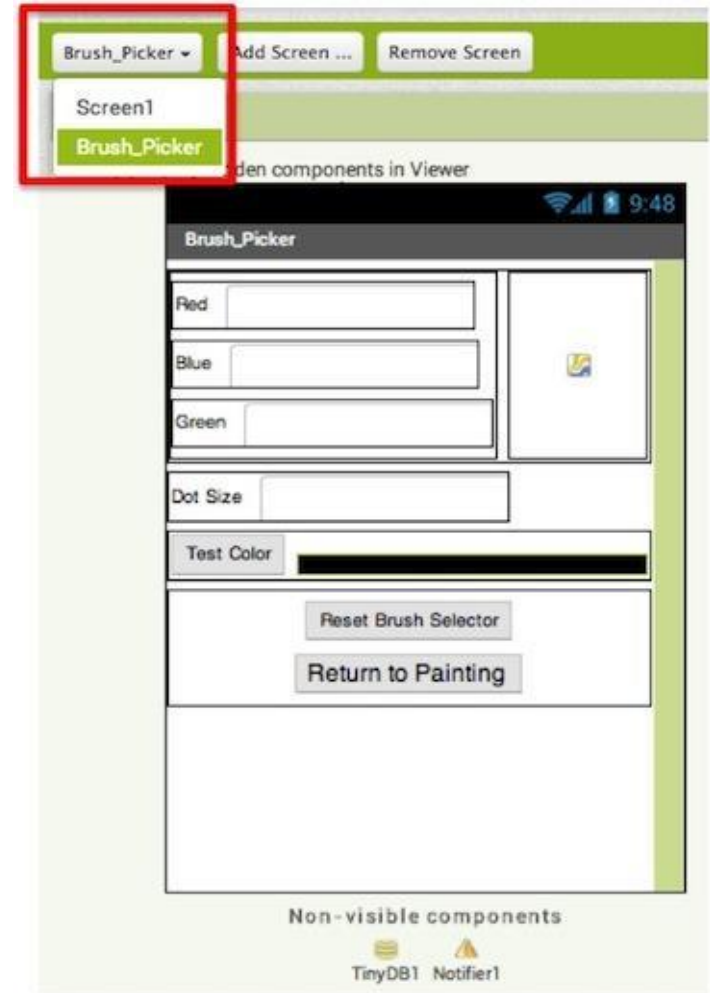 Brush_Picker Add Screen ... Remove Screen
Screen1
Brush_Picker
components in Viewer
9:48
Brush_Picker
Red
Blue
Green
Dot Size
Test Color
Reset Brush Selector
Return to Painting
Non-visible components
TinyDB1 Notifier1